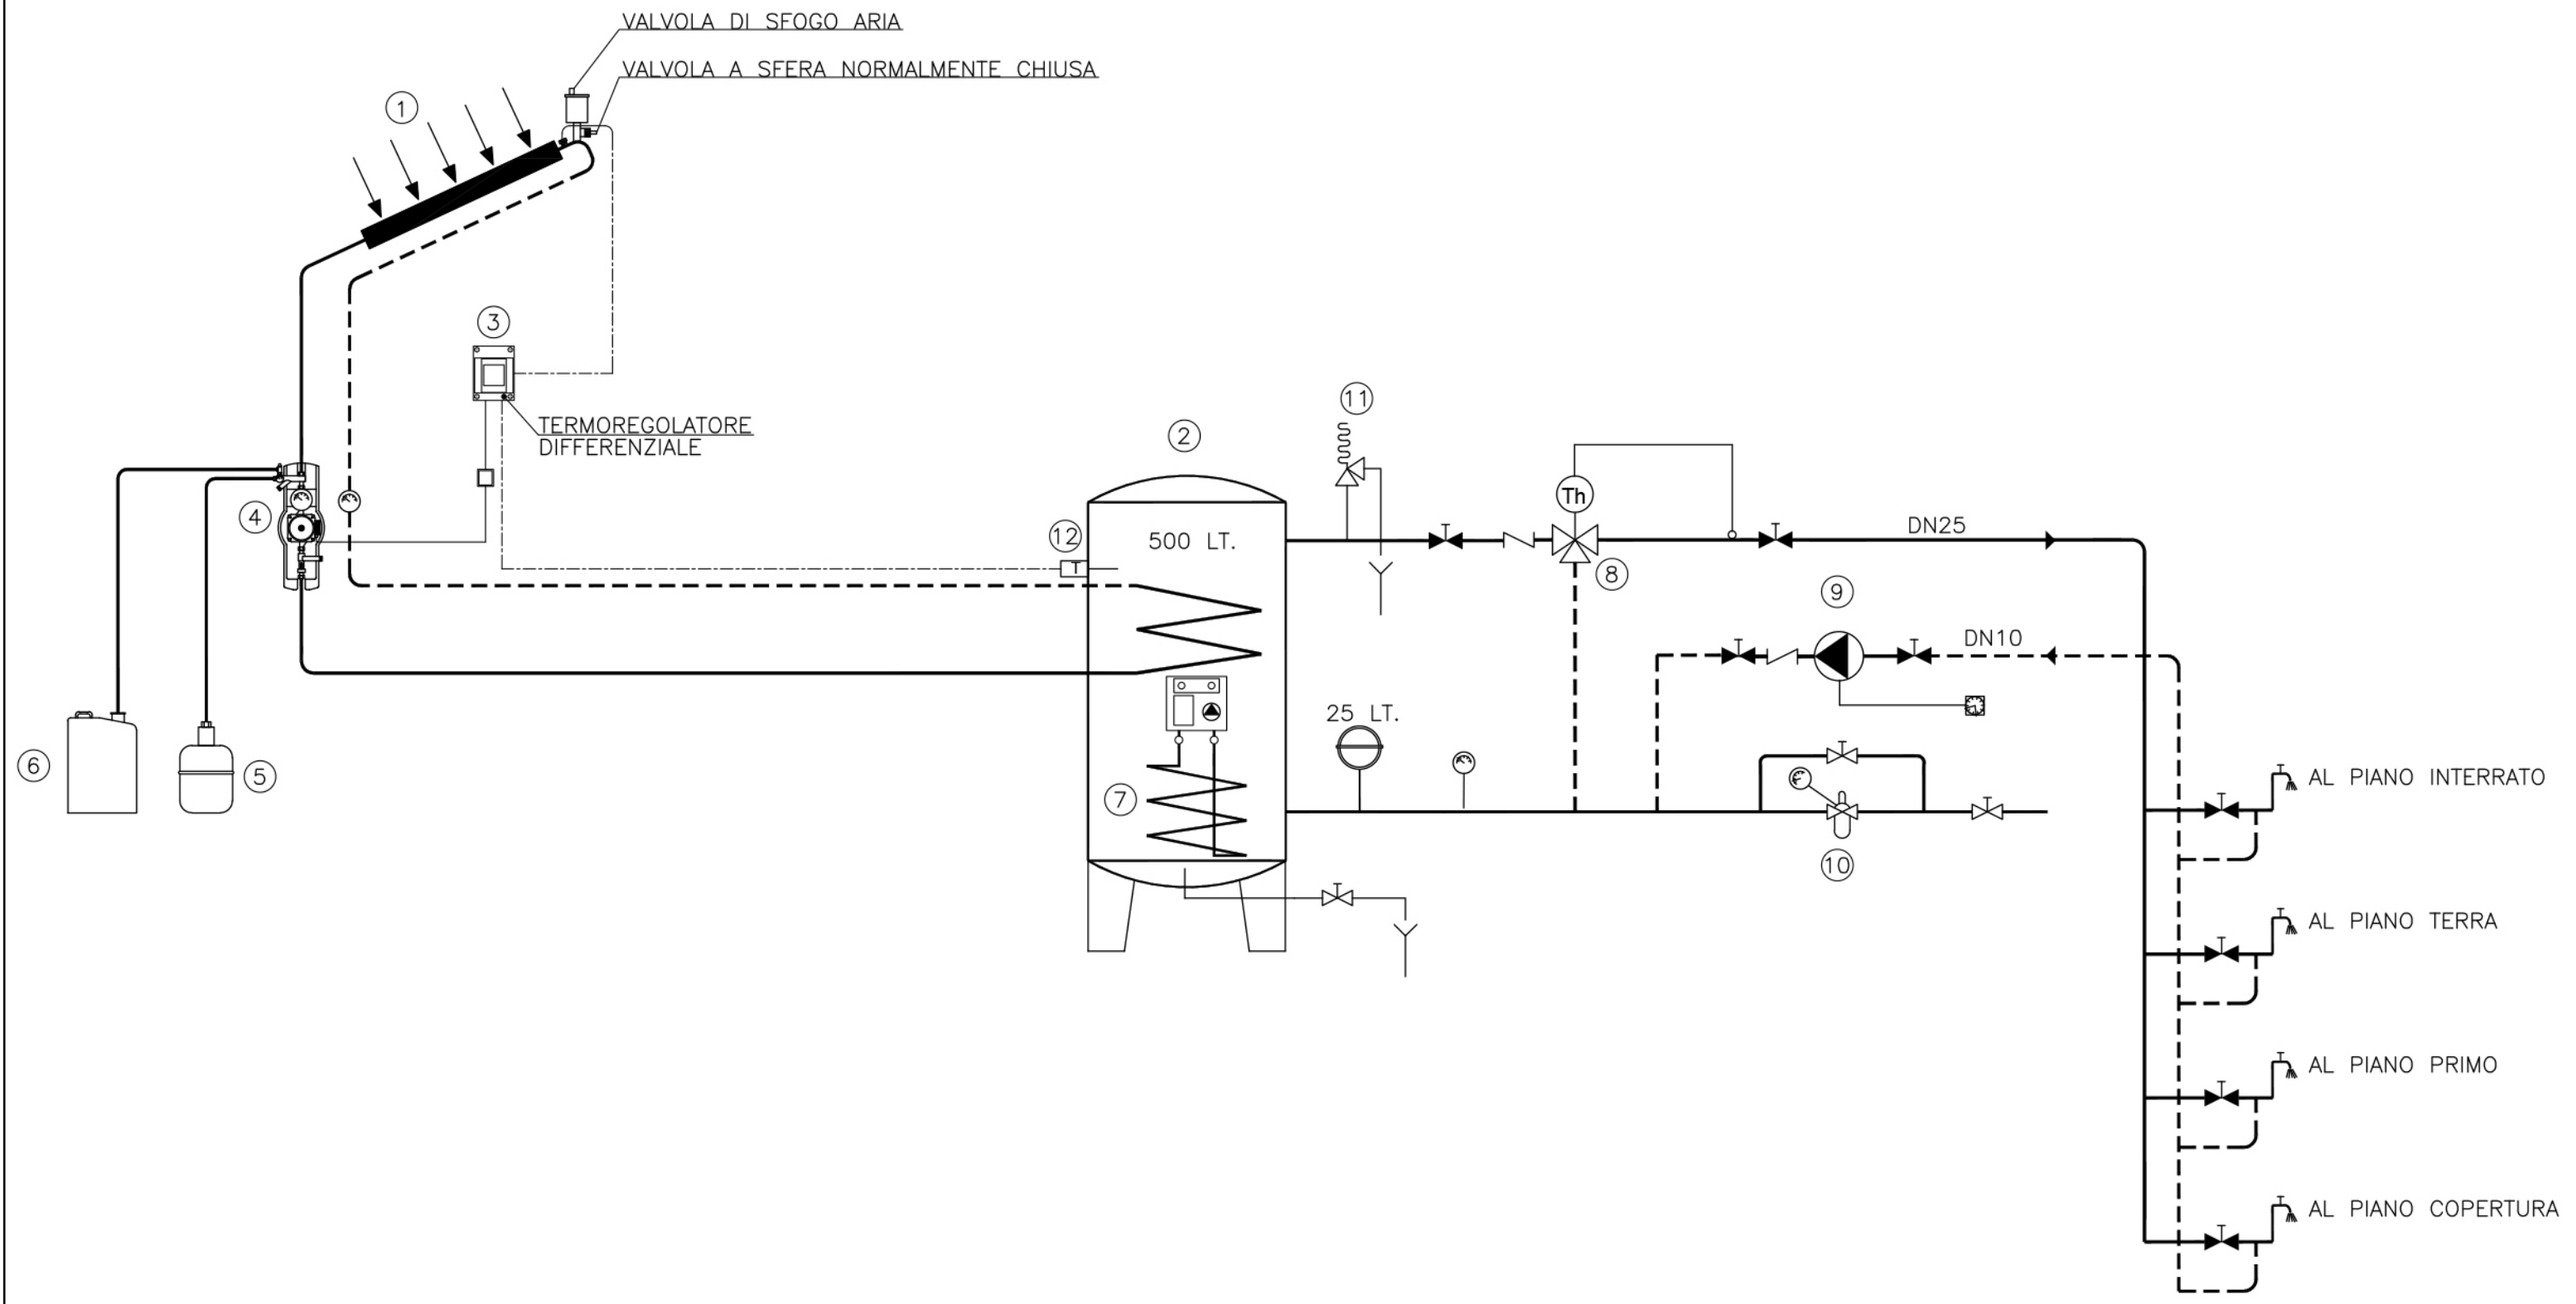 VALVOLA DI SFOGO ARIA
VALVOLA A SFERA NORMALMENTE CHIUSA
1
3
TERMOREGOLATORE
DIFFERENZIALE
11
2
Th
4
12
500 LT.
DN25
8
9
T
DN10
25 LT.
6
5
7
10
AL PIANO INTERRATO
AL PIANO TERRA
AL PIANO PRIMO
AL PIANO COPERTURA